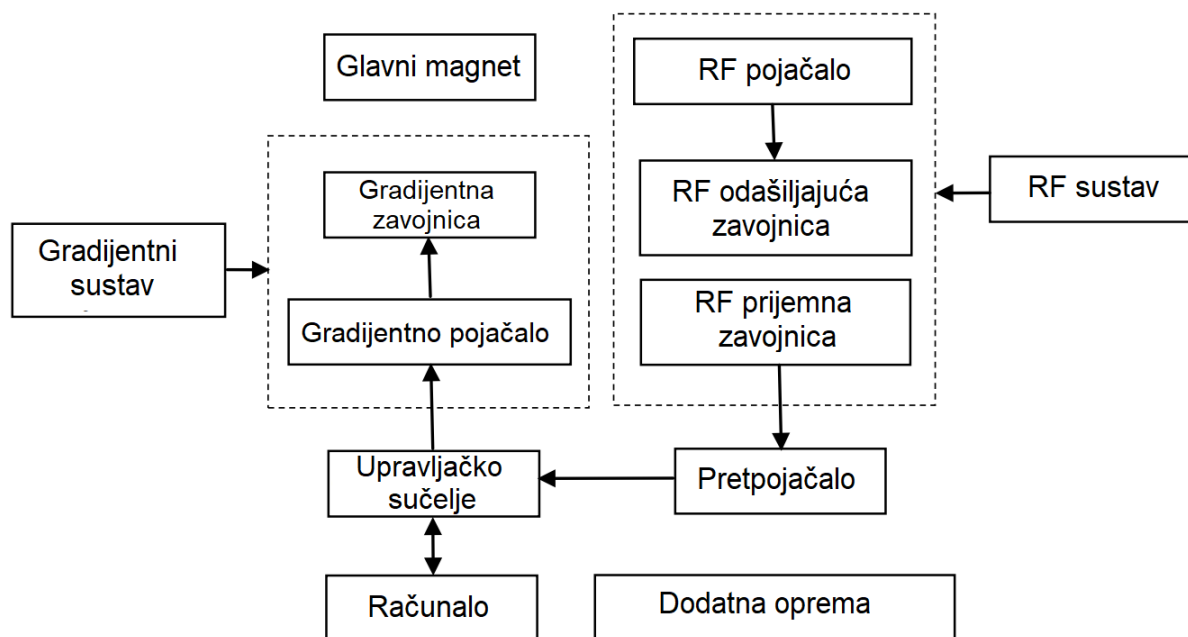 Glavni magnet
RF pojačalo
Gradijentna
zavojnica
RF odašiljajuća
zavojnica
RF sustav
Gradijentni
sustav
Gradijentno pojačalo
RF prijemna
zavojnica
Upravljačko
sučelje
Pretpojačalo
Računalo
Dodatna oprema